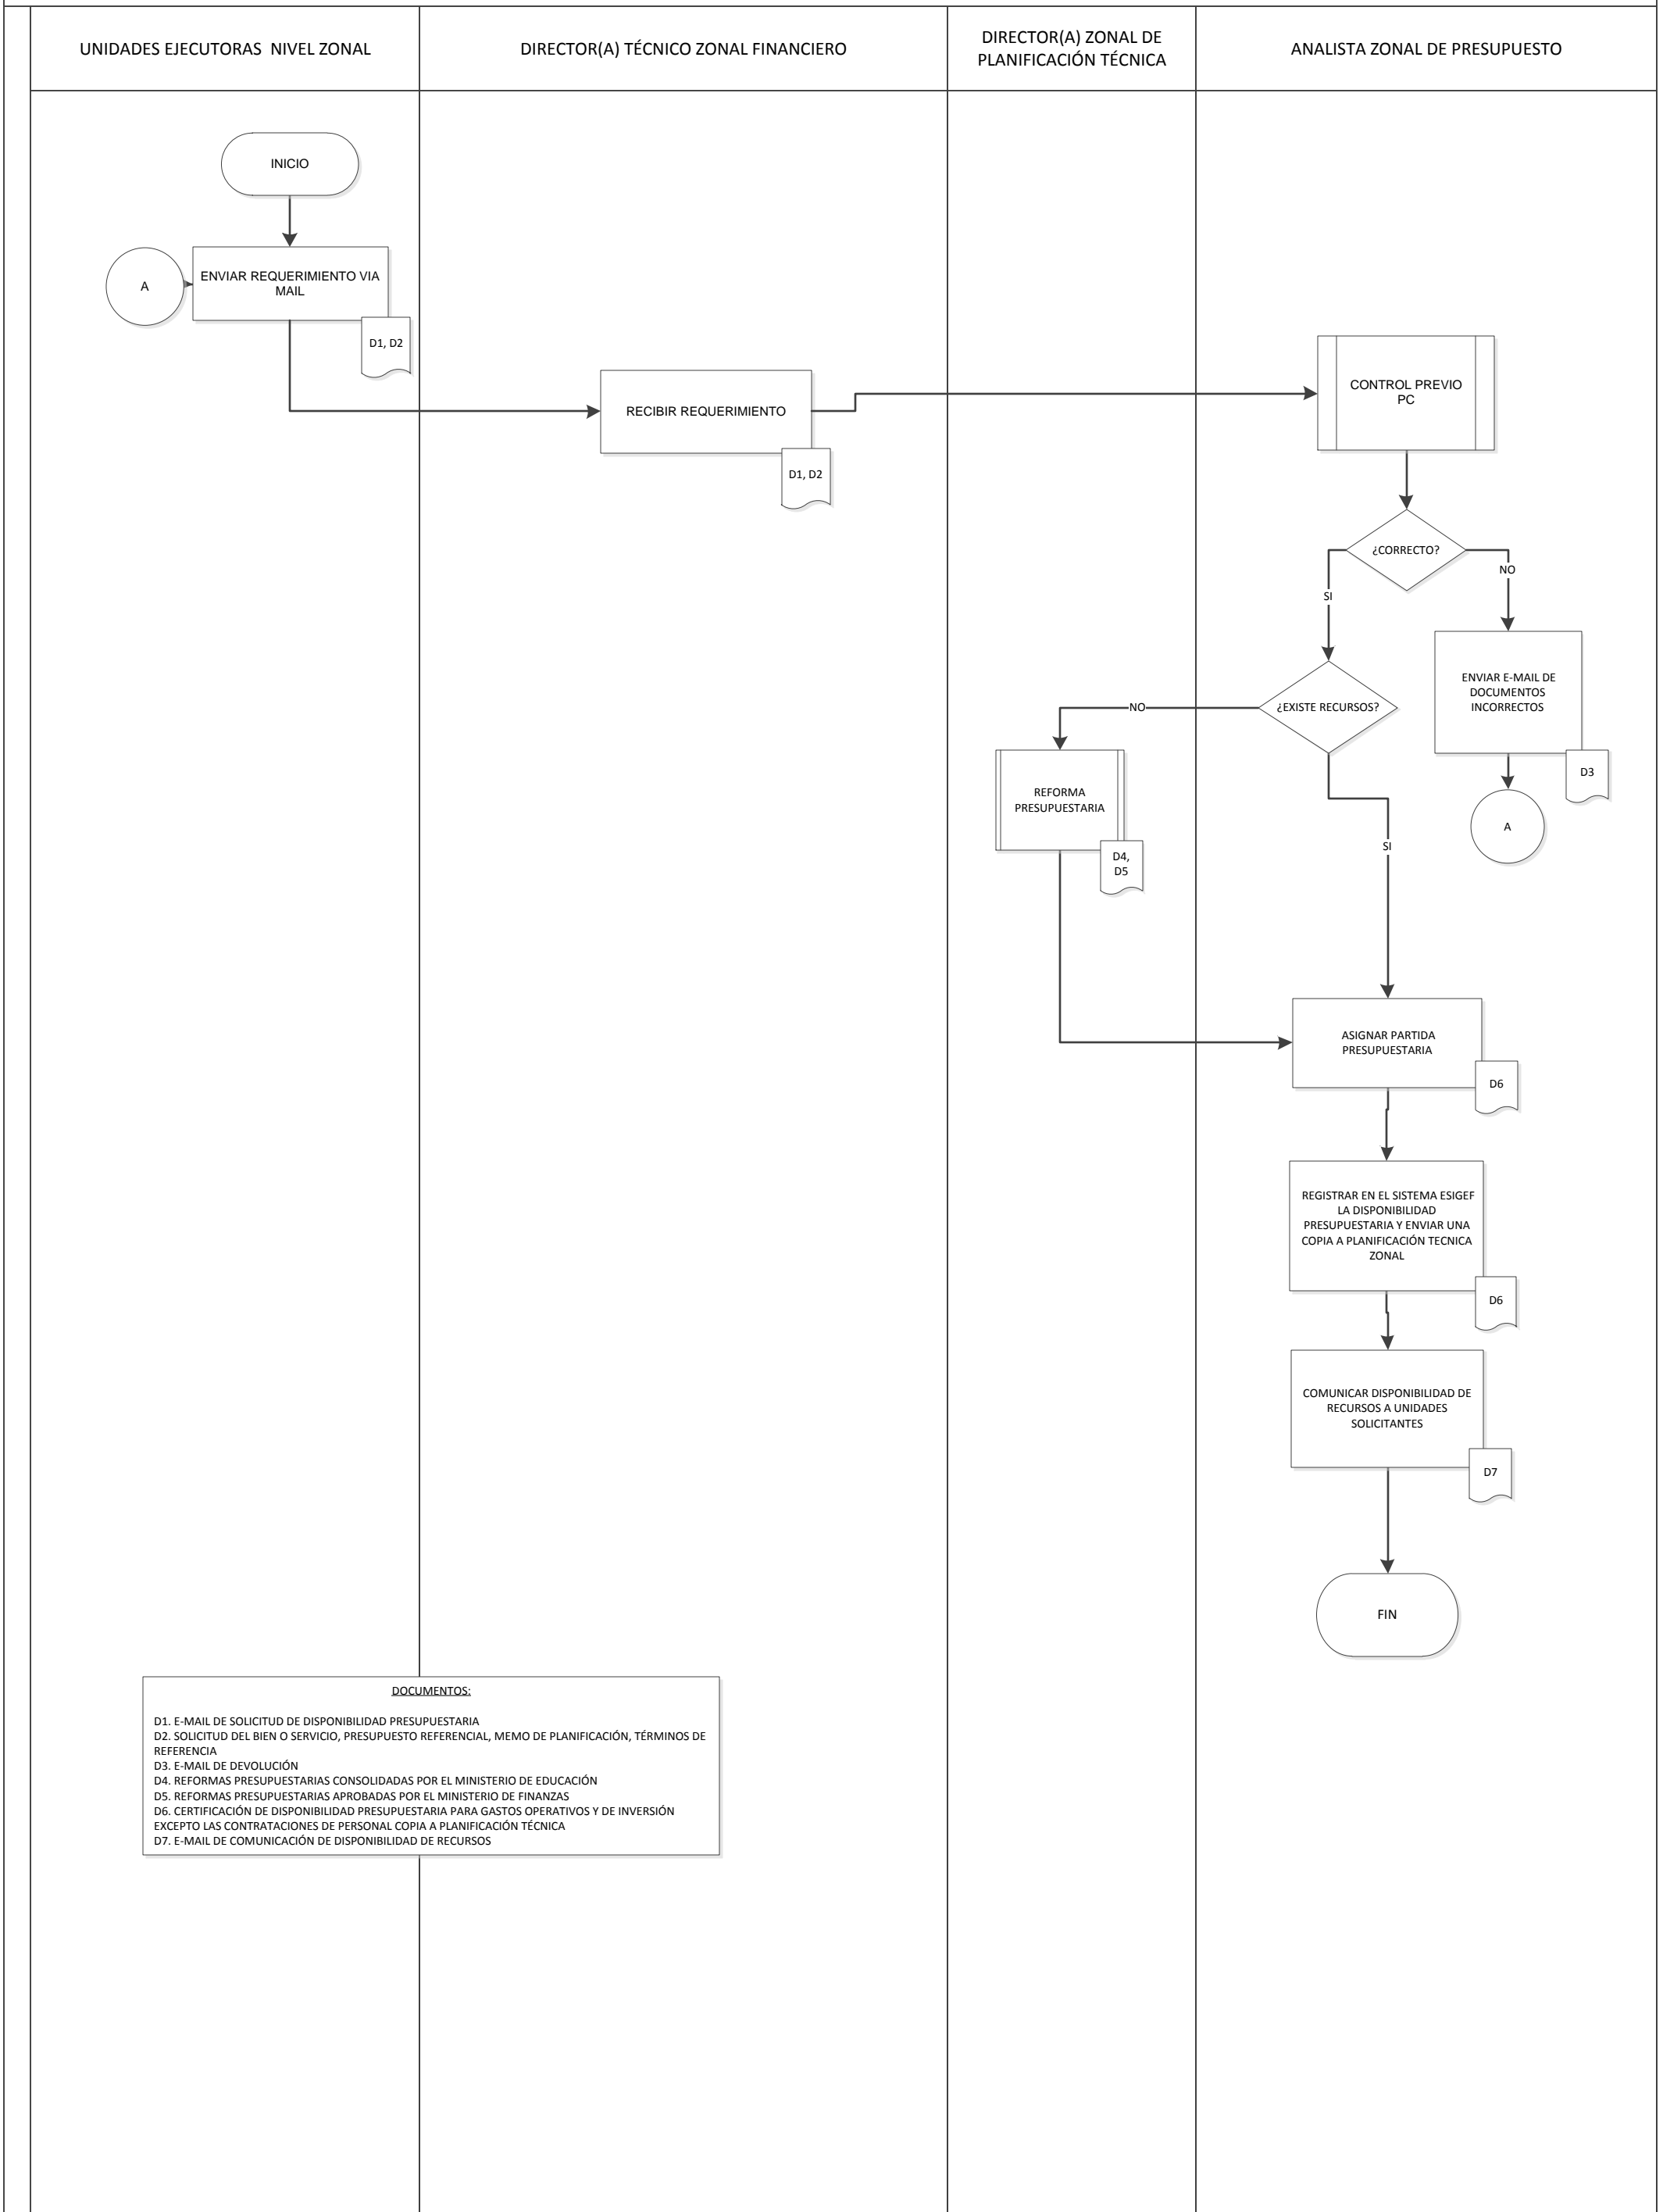 UNIDADES EJECUTORAS NIVEL ZONAL
DIRECTOR(A) TÉCNICO ZONAL FINANCIERO
DIRECTOR(A) ZONAL DE
PLANIFICACIÓN TÉCNICA
ANALISTA ZONAL DE PRESUPUESTO
INICIO
A
ENVIAR REQUERIMIENTO VIA
MAIL
D1, D2
RECIBIR REQUERIMIENTO
D1, D2
CONTROL PREVIO
PC
¿CORRECTO?
NO
SI
ENVIAR E-MAIL DE
DOCUMENTOS
INCORRECTOS
D3
A
¿EXISTE RECURSOS?
NO
REFORMA
PRESUPUESTARIA
D4,
D5
SI
ASIGNAR PARTIDA
PRESUPUESTARIA
D6
REGISTRAR EN EL SISTEMA ESIGEF
LA DISPONIBILIDAD
PRESUPUESTARIA Y ENVIAR UNA
COPIA A PLANIFICACIÓN TECNICA
ZONAL
D6
COMUNICAR DISPONIBILIDAD DE
RECURSOS A UNIDADES
SOLICITANTES
D7
FIN
DOCUMENTOS:
D1. E-MAIL DE SOLICITUD DE DISPONIBILIDAD PRESUPUESTARIA
D2. SOLICITUD DEL BIEN O SERVICIO, PRESUPUESTO REFERENCIAL, MEMO DE PLANIFICACIÓN, TÉRMINOS DE
REFERENCIA
D3. E-MAIL DE DEVOLUCIÓN
D4. REFORMAS PRESUPUESTARIAS CONSOLIDADAS POR EL MINISTERIO DE EDUCACIÓN
D5. REFORMAS PRESUPUESTARIAS APROBADAS POR EL MINISTERIO DE FINANZAS
D6. CERTIFICACIÓN DE DISPONIBILIDAD PRESUPUESTARIA PARA GASTOS OPERATIVOS Y DE INVERSIÓN
EXCEPTO LAS CONTRATACIONES DE PERSONAL COPIA A PLANIFICACIÓN TÉCNICA
D7. E-MAIL DE COMUNICACIÓN DE DISPONIBILIDAD DE RECURSOS